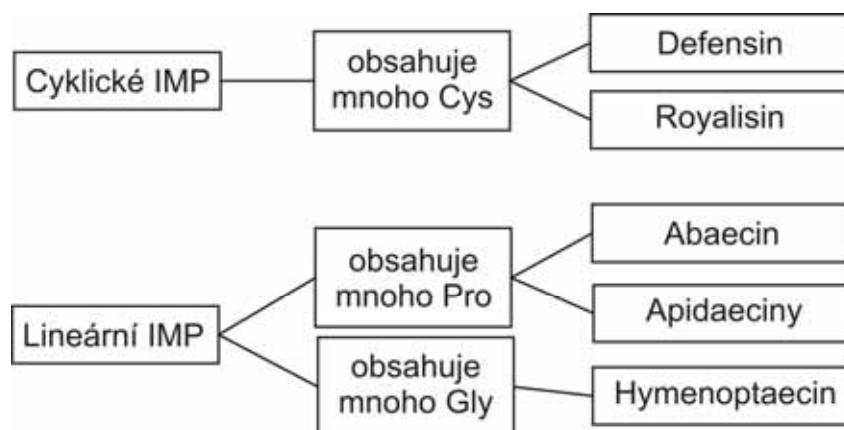 Cyklické IMP
obsahuje
mnoho Cys
Defensin
Royalisin
Lineární IMP
obsahuje
mnoho Pro
Abaecin
Apidaeciny
obsahuje
mnoho Gly
Hymenoptaecin